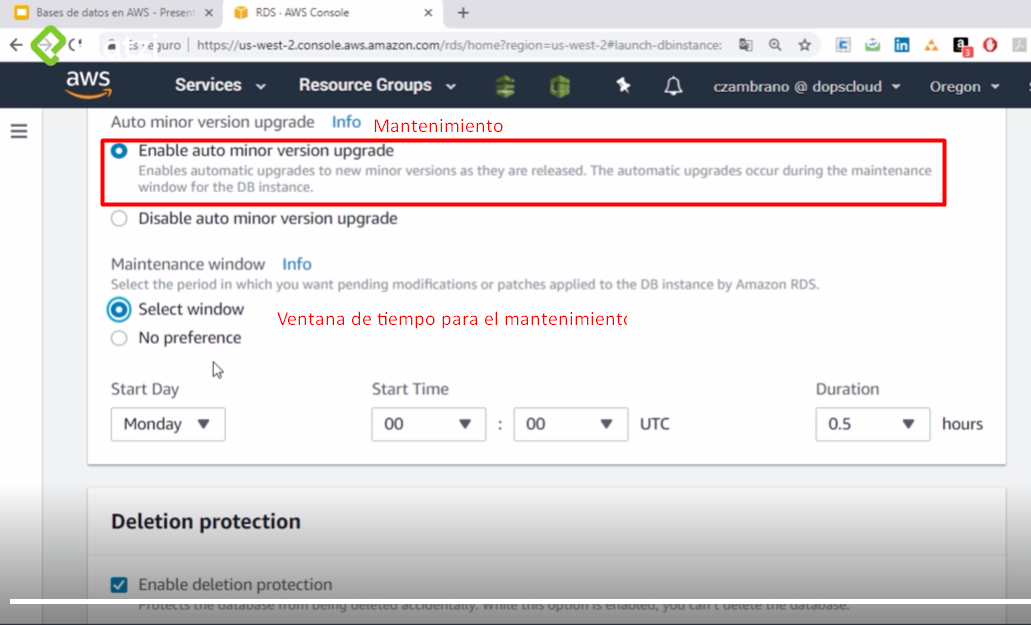 Bases de datos en AWS - Present
RDS · AWS Console
https://us-west-2.console.aws.amazon.com/rds/home?region=us-west-2#launch-dbinstance:
aws
Services
Resource Groups
czambrano @ dopscloud
Oregon
Auto minor version upgrade Info Mantenimiento
Enable auto minor version upgrade
Enables automatic upgrades to new minor versions as they are released. The automatic upgrades occur during the maintenance
window for the DB instance.
Disable auto minor version upgrade
Maintenance window Info
Select the period in which you want pending modifications or patches applied to the DB instance by Amazon RDS.
Select window
Ventana de tiempo para el mantenimiento
No preference
Start Day Start Time Duration
Monday 00 : 00 UTC 0.5 hours
Deletion protection
Enable deletion protection
Protects the database from being deleted accidentally. While this option is enabled, you can't delete the database.